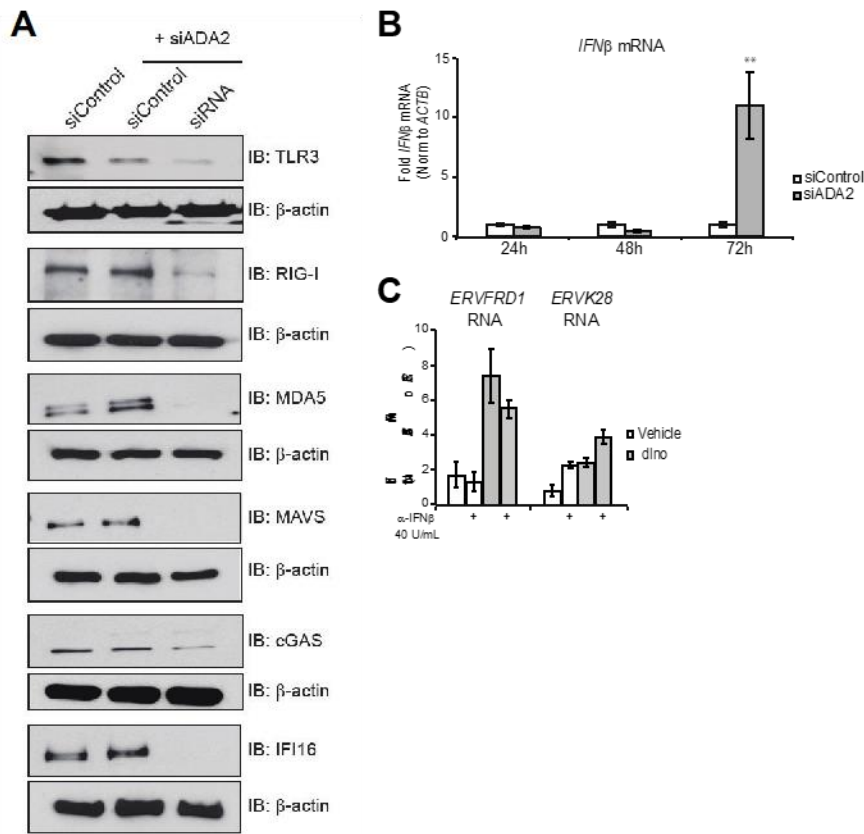 A
+ siADA2
siControl
siControl
siRNA
IB: TLR3
IB: β-actin
IB: RIG-I
IB: β-actin
IB: MDA5
IB: β-actin
IB: MAVS
IB: β-actin
IB: cGAS
IB: β-actin
IB: IFI16
IB: β-actin
B
IFNβ mRNA
Fold IFNβ mRNA
(Norm to ACTB)
15
10
5
0
**
24h
48h
72h
siControl
siADA2
C
ERVFRD1
RNA
ERVK28
RNA
10
8
6
4
2
0
Vehicle
dIno
α-IFNβ
40 U/mL
+ + + +